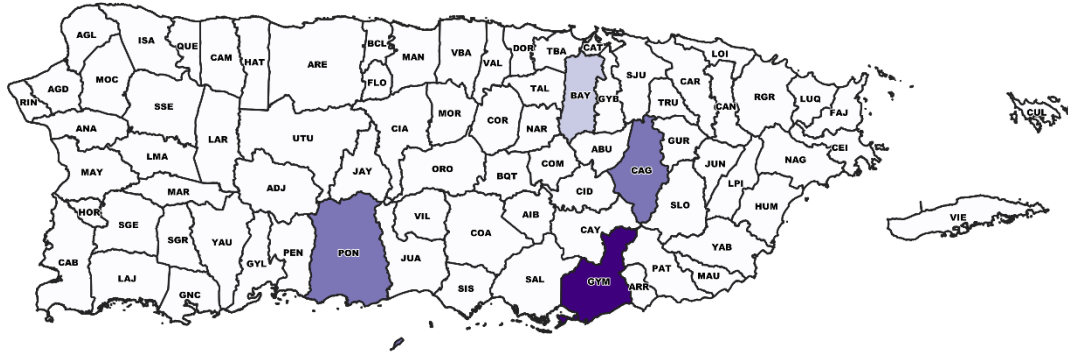 AGL
ISA
QUE
CAM
HAT
ARE
BCL
FLO
MAN
VBA
VAL
DOR
TBA
CAT
BAY
GYB
SJU
LOI
CAR
CAN
RGR
LUQ
FAJ
CUL
RIN
AGD
MOC
SSE
TAL
TRU
ANA
LAR
UTU
CIA
MOR
COR
NAR
ABU
GUR
CEI
MAY
LMA
MAR
ADJ
JAY
ORO
BQT
COM
CID
CAG
JUN
LPI
NAG
HUM
SLO
HOR
SGE
SGR
YAU
VIL
COA
AIB
CAY
YAB
VIE
CAB
LAJ
GNC
GYL
PEN
PON
JUA
SIS
SAL
GYM
ARR
PAT
MAU